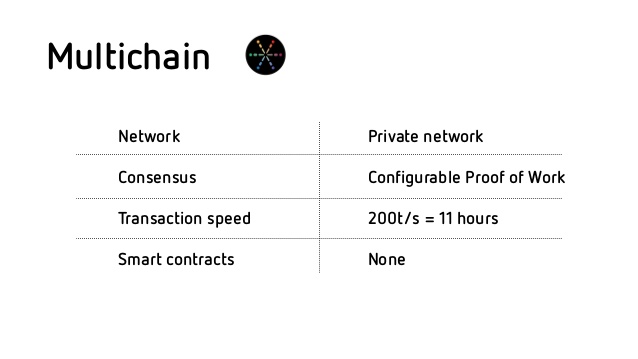 Multichain
Network Private network
Consensus Configurable Proof of Work
Transaction speed 200t/s = 11 hours
Smart contracts None